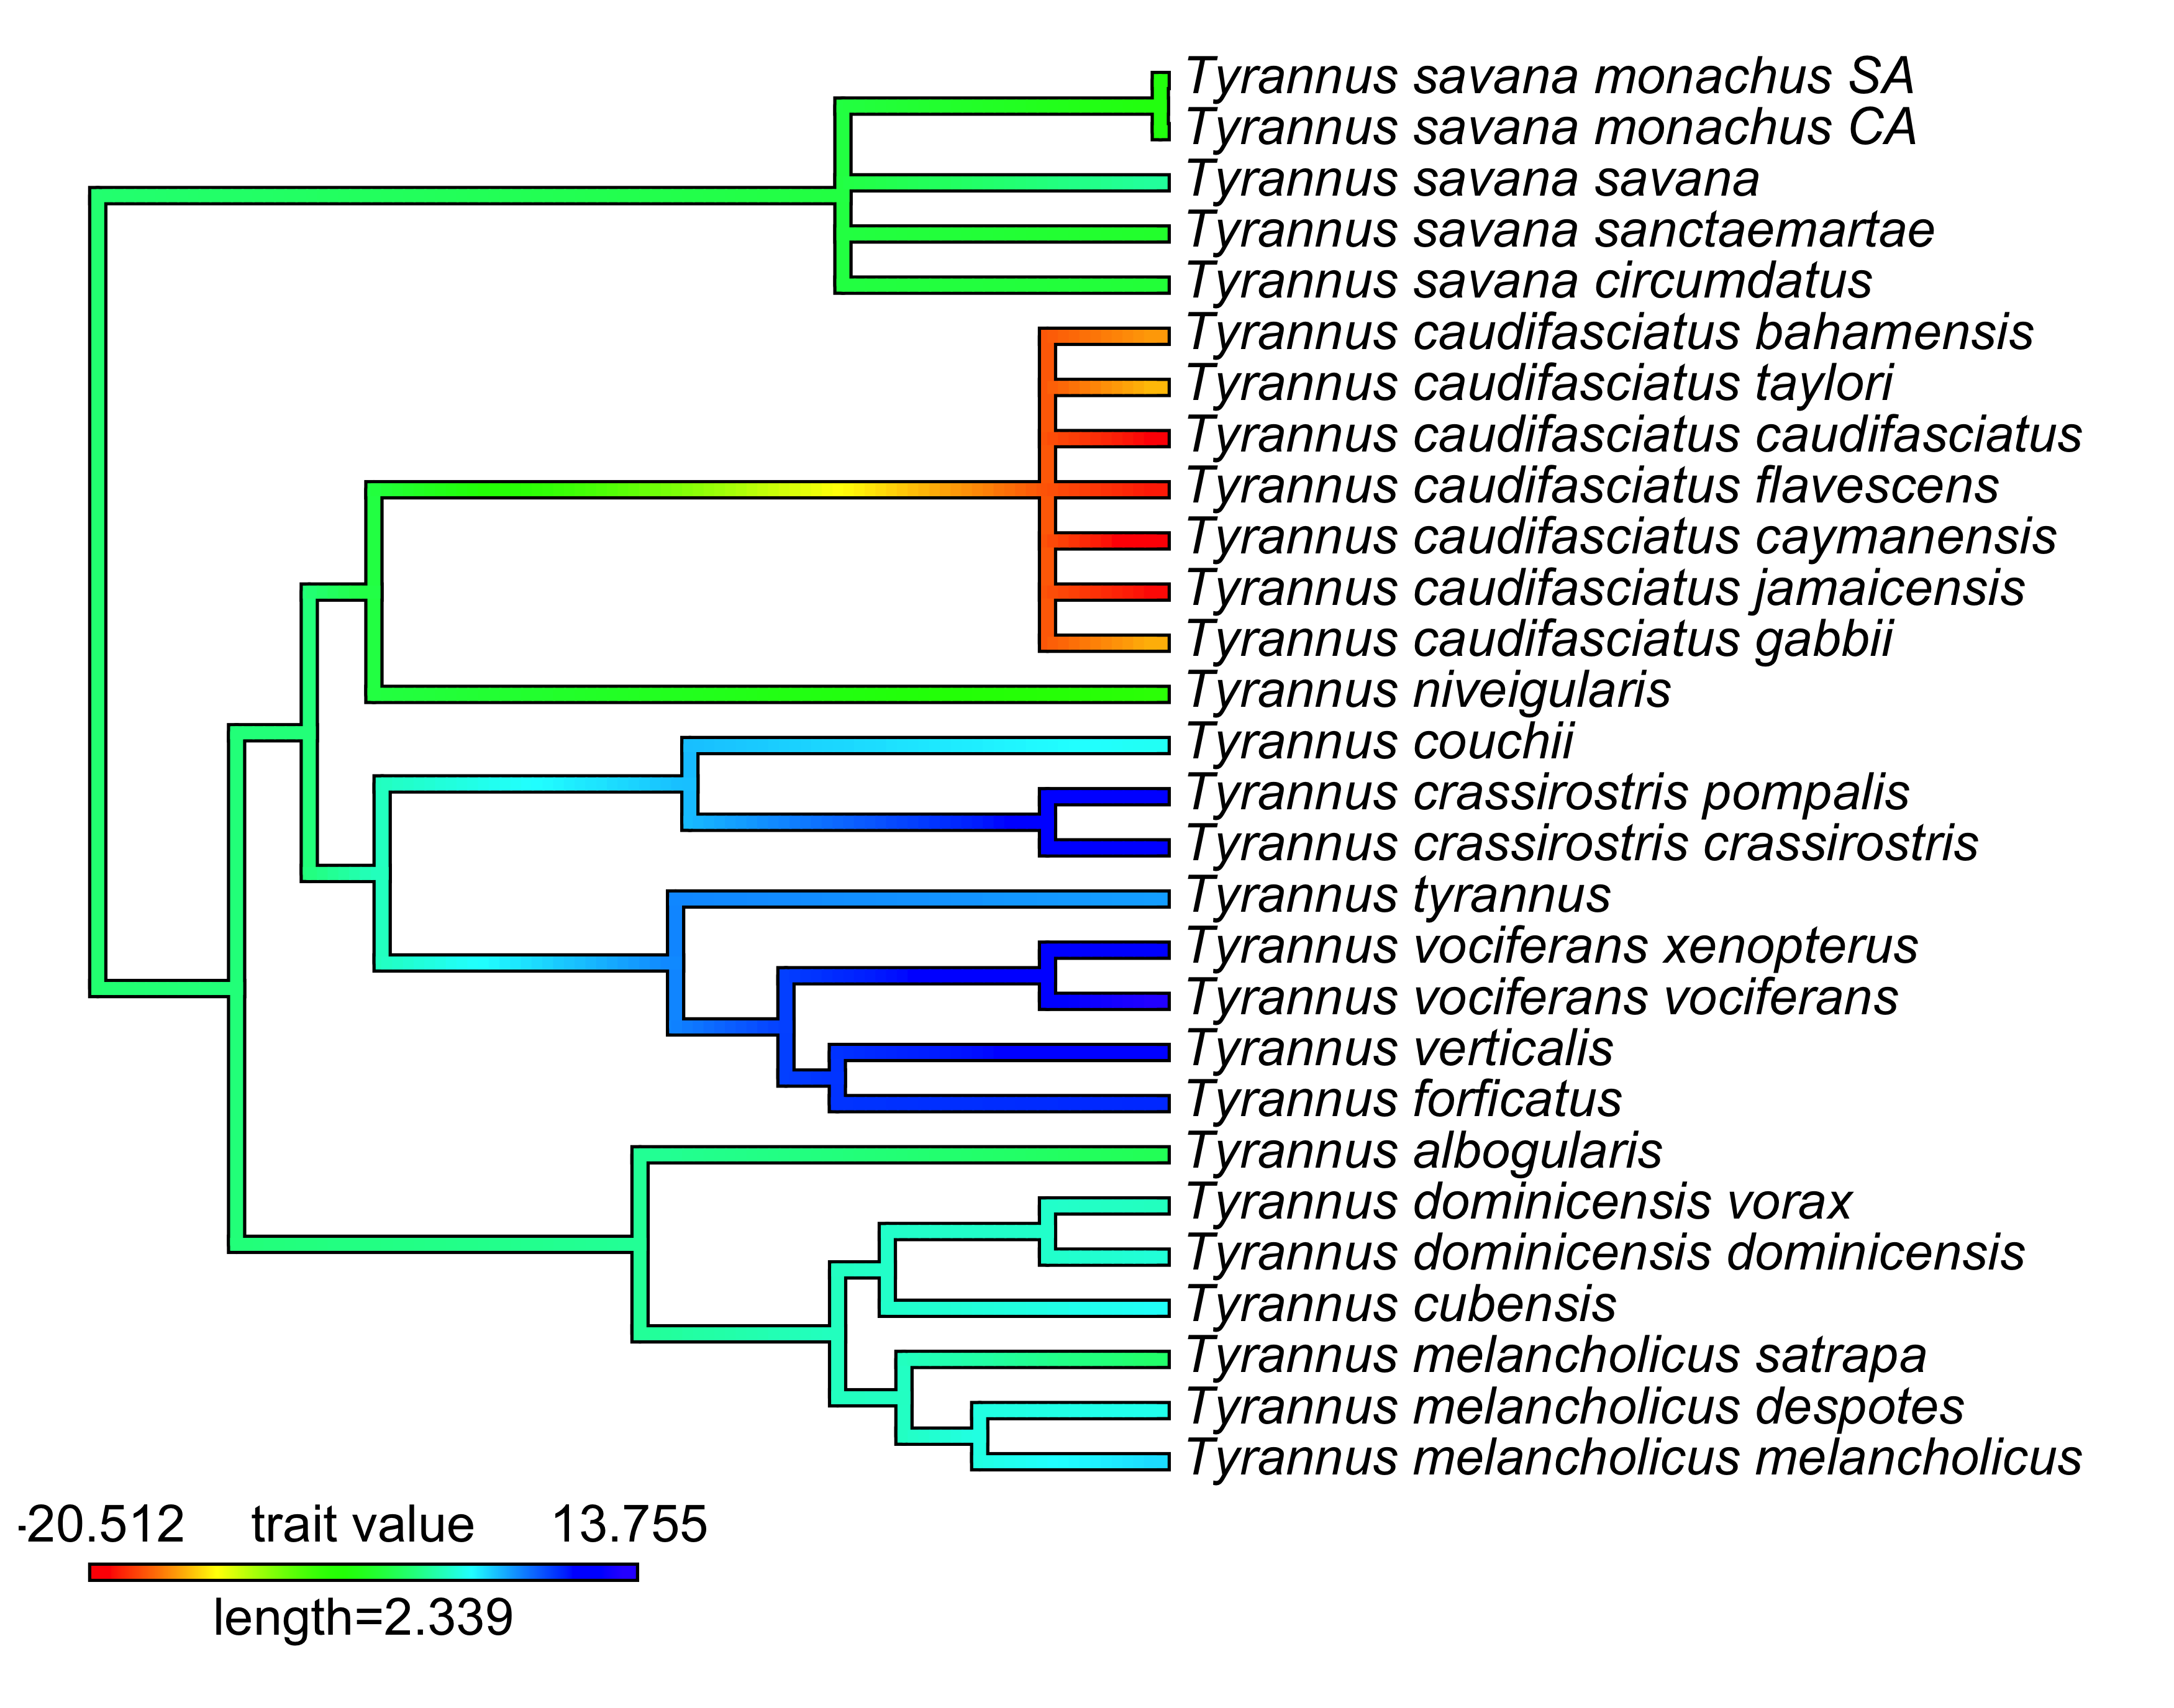 Tyrannus savana monachus SA
Tyrannus savana monachus CA
Tyrannus savana savana
Tyrannus savana sanctaemartae
Tyrannus savana circumdatus
Tyrannus caudifasciatus bahamensis
Tyrannus caudifasciatus taylori
Tyrannus caudifasciatus caudifasciatus
Tyrannus caudifasciatus flavescens
Tyrannus caudifasciatus caymanensis
Tyrannus caudifasciatus jamaicensis
Tyrannus caudifasciatus gabbii
Tyrannus niveigularis
Tyrannus couchii
Tyrannus crassirostris pompalis
Tyrannus crassirostris crassirostris
Tyrannus tyrannus
Tyrannus vociferans xenopterus
Tyrannus vociferans vociferans
Tyrannus verticalis
Tyrannus forficatus
Tyrannus albogularis
Tyrannus dominicensis vorax
Tyrannus dominicensis dominicensis
Tyrannus cubensis
Tyrannus melancholicus satrapa
Tyrannus melancholicus despotes
Tyrannus melancholicus melancholicus
-20.512 trait value 13.755
length=2.339